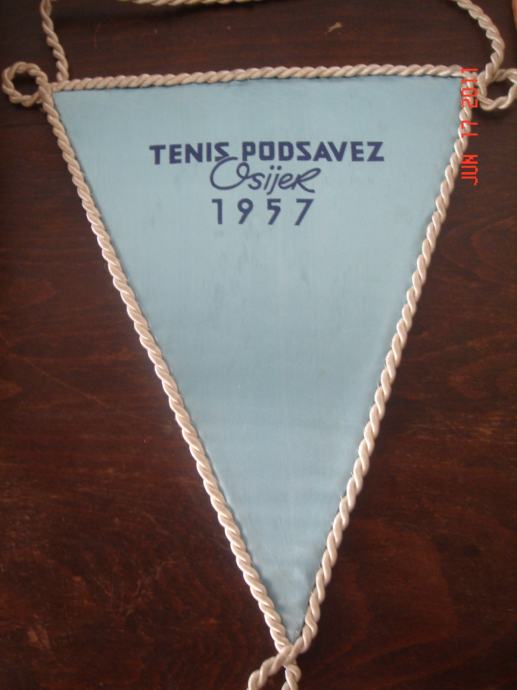 TENIS PODSAVEZ
Osijek
1957
JUN 17 2011